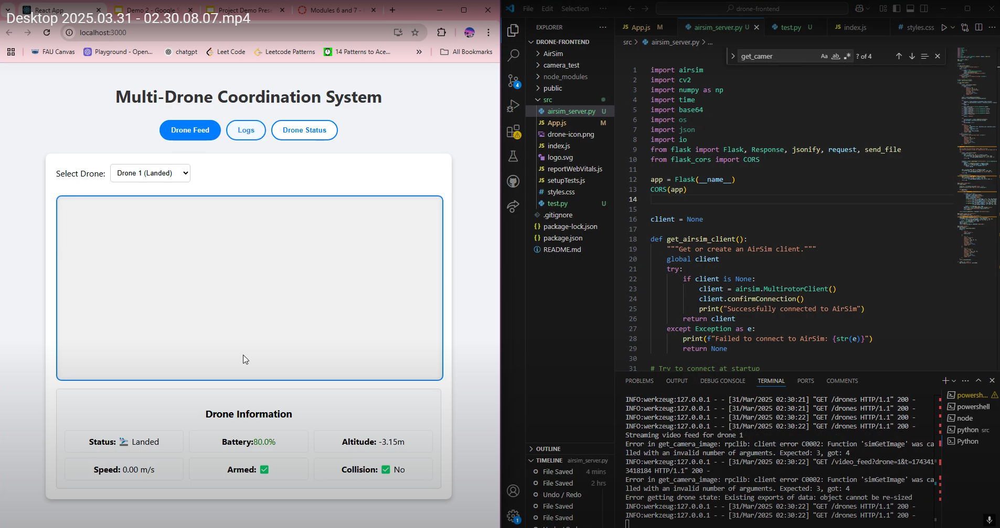 React App
Demo 2 - Google S
Project Demo Prese
Modules 6 and 7 -
Desktop 2025.03.31 - 02.30.08.07.mp4
localhost:3000
FAU Canvas
Playground - Open...
chatgpt
Leet Code
Leetcode Patterns
14 Patterns to Ace...
All Bookmarks
Multi-Drone Coordination System
Drone Feed
Logs
Drone Status
Select Drone: Drone 1 (Landed)
Drone Information
Status: Landed
Battery:80.0%
Altitude: -3.15m
Speed: 0.00 m/s
Armed:
Collision: No
File Edit Selection ...
drone-frontend
EXPLORER
DRONE-FRONTEND
AirSim
camera_test
node_modules
public
src
airsim_server.py U
JS App.js M
drone-icon.png
JS index.js
logo.svg
JS reportWebVitals.js
JS setupTests.js
# styles.css
test.py U
.gitignore
{} package-lock.json
{} package.json
README.md
4
OUTLINE
TIMELINE airsim_server.py
File Saved 4 mins
File Saved 2 hrs
Undo / Redo
File Saved
File Saved
1
JS App.js M
airsim_server.py U
test.py U
JS index.js
# styles.css
src > airsim_server.py > ...
get_camer Aa ab .* ? of 4
1 import airsim
2 import cv2
3 import numpy as np
4 import time
5 import base64
6 import os
7 import json
8 import io
9 from flask import Flask, Response, jsonify, request, send_file
10 from flask_cors import CORS
11
12 app = Flask(__name__)
13 CORS(app)
14
15
16 client = None
17
18 def get_airsim_client():
19 """Get or create an AirSim client."""
20 global client
21 try:
22 if client is None:
23 client = airsim.MultirotorClient()
24 client.confirmConnection()
25 print("Successfully connected to AirSim")
26 return client
27 except Exception as e:
28 print(f"Failed to connect to AirSim: {str(e)}")
29 return None
30
31 # Try to connect at startup
PROBLEMS OUTPUT DEBUG CONSOLE TERMINAL PORTS COMMENTS
INFO:werkzeug:127.0.0.1 - - [31/Mar/2025 02:30:21] "GET /drones HTTP/1.1" 200 -
INFO:werkzeug:127.0.0.1 - - [31/Mar/2025 02:30:21] "GET /drones HTTP/1.1" 200 -
INFO:werkzeug:127.0.0.1 - - [31/Mar/2025 02:30:22] "GET /drones HTTP/1.1" 200 -
INFO:werkzeug:127.0.0.1 - - [31/Mar/2025 02:30:22] "GET /drones HTTP/1.1" 200 -
Streaming video feed for drone 1
Error in get_camera_image: rpclib: client error C0002: Function 'simGetImage' was ca
lled with an invalid number of arguments. Expected: 3, got: 4
INFO:werkzeug:127.0.0.1 - - [31/Mar/2025 02:30:22] "GET /video_feed?drone=1&t=174341
3418184 HTTP/1.1" 200 -
Error in get_camera_image: rpclib: client error C0002: Function 'simGetImage' was ca
lled with an invalid number of arguments. Expected: 3, got: 4
Error getting drone state: Existing exports of data: object cannot be re-sized
INFO:werkzeug:127.0.0.1 - - [31/Mar/2025 02:30:22] "GET /drones HTTP/1.1" 200 -
INFO:werkzeug:127.0.0.1 - - [31/Mar/2025 02:30:22] "GET /drones HTTP/1.1" 200 -
powersh...
powershell
node
python src
Python